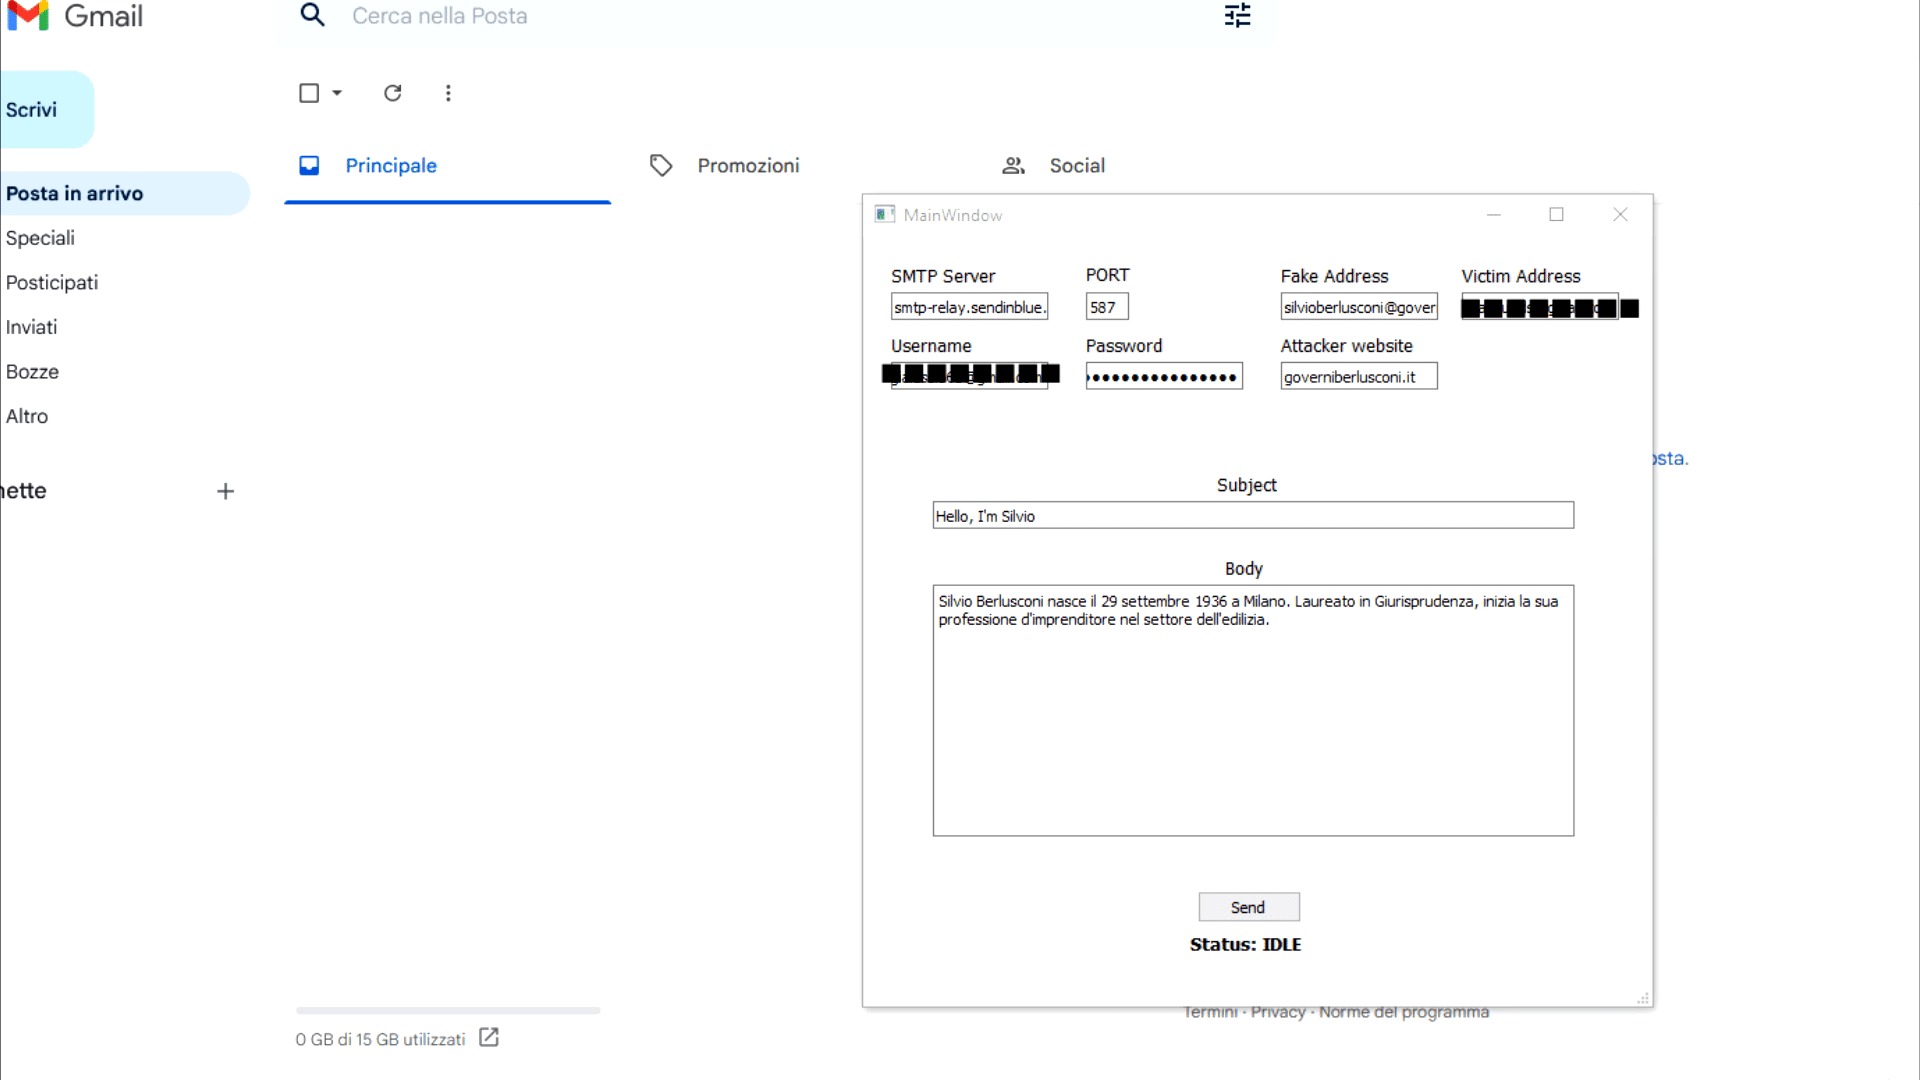 Gmail
Cerca nella Posta
Scrivi
Principale
Promozioni
Social
Posta in arrivo
Speciali
Posticipati
Inviati
Bozze
Altro
hette
osta.
0 GB di 15 GB utilizzati
Termini · Privacy · Norme del programma
MainWindow
SMTP Server
PORT
Fake Address
Victim Address
smtp-relay.sendinblue.
587
silvioberlusconi@gover
Username
Password
Attacker website
governiberlusconi.it
Subject
Hello, I'm Silvio
Body
Silvio Berlusconi nasce il 29 settembre 1936 a Milano. Laureato in Giurisprudenza, inizia la sua
professione d'imprenditore nel settore dell'edilizia.
Send
Status: IDLE